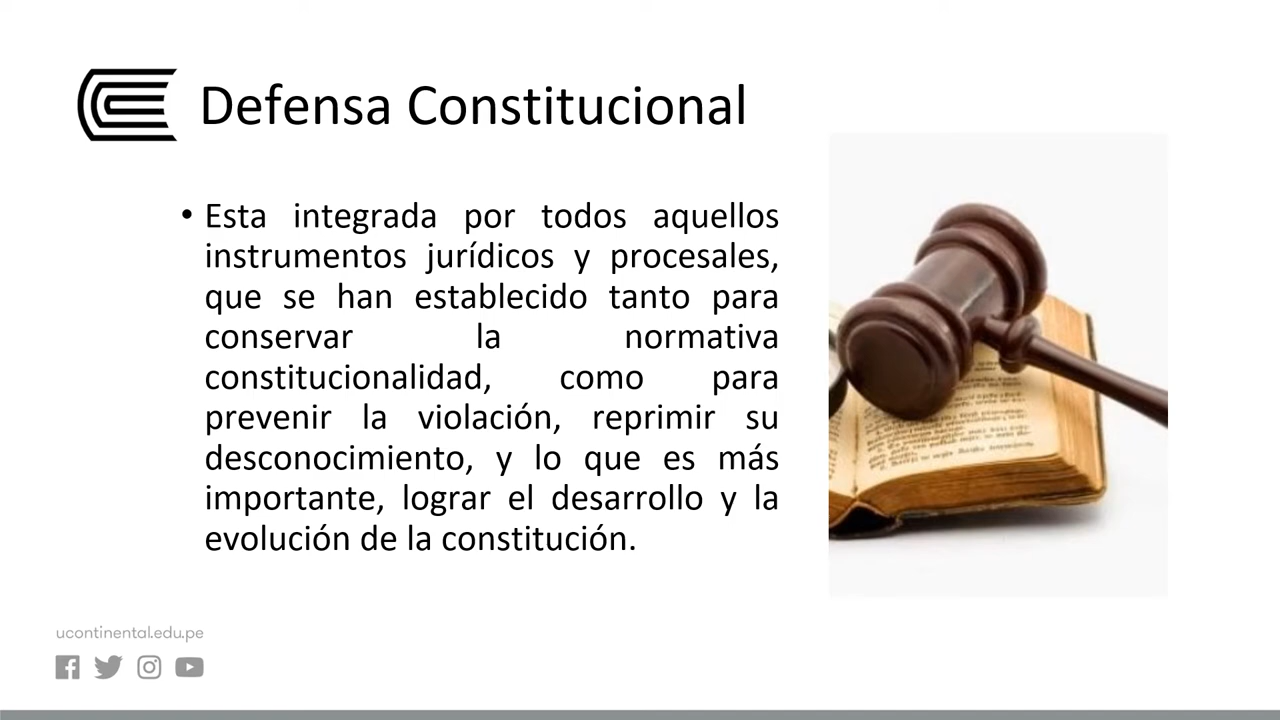 Defensa Constitucional
• Esta integrada por todos aquellos
instrumentos jurídicos y procesales,
que se han establecido tanto para
conservar la normativa
constitucionalidad, como para
prevenir la violación, reprimir su
desconocimiento, y lo que es más
importante, lograr el desarrollo y la
evolución de la constitución.
ucontinental.edu.pe